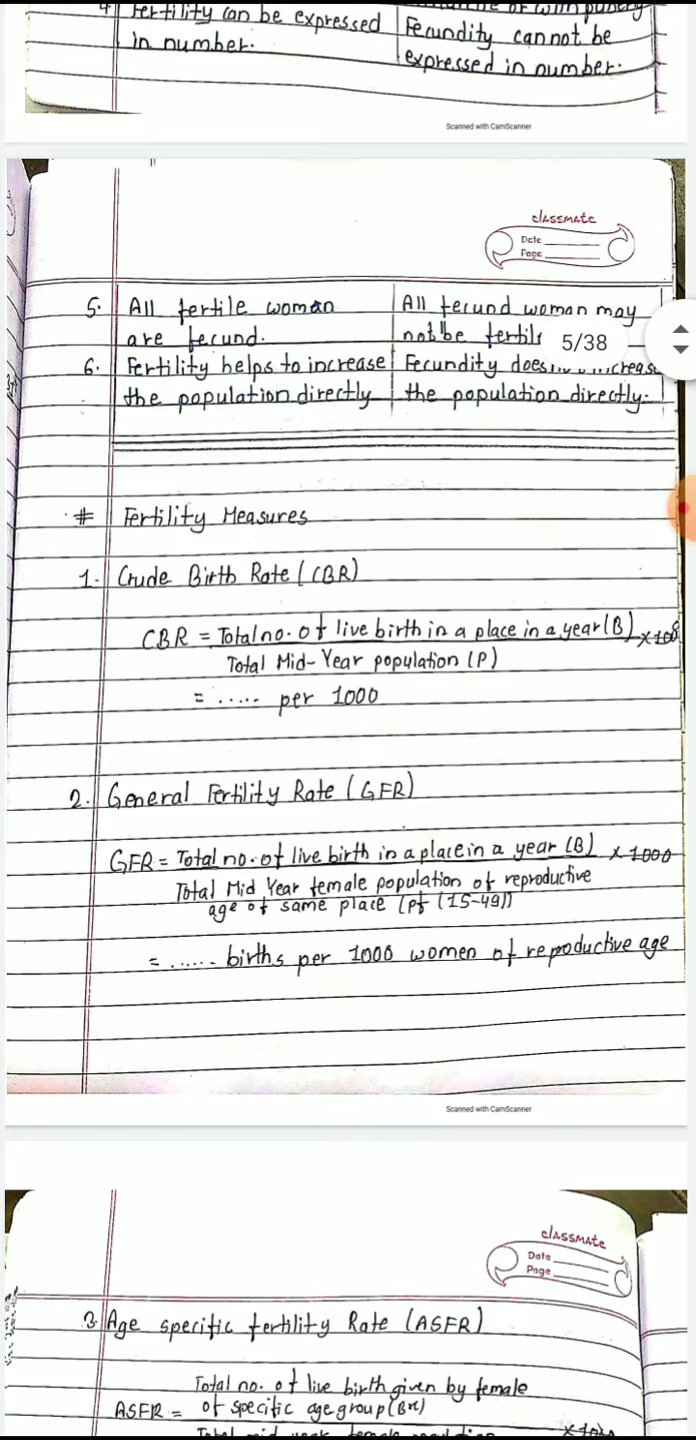 4. Fertility can be expressed
in number.
Fecundity cannot be
expressed in number.
Scanned with CamScanner
classmate
Date
Page
5. All fertile woman
are fecund.
All fecund woman may
not be fertile
5/38
6. Fertility helps to increase
the population directly
Fecundity does increase
the population directly.
# Fertility Measures
1. Crude Birth Rate (CBR)
CBR = Total no. of live birth in a place in a year (B) × 1000
Total Mid-Year population (P)
= ..... per 1000
2. General Fertility Rate (GFR)
GFR = Total no. of live birth in a place in a year (B) × 1000
Total Mid Year female population of reproductive
age of same place (Pf (15-49))
= ...... births per 1000 women of reproductive age
Scanned with CamScanner
classmate
Date
Page
3. Age specific fertility Rate (ASFR)
Total no. of live birth given by female
ASFR = of specific age group (Bx)